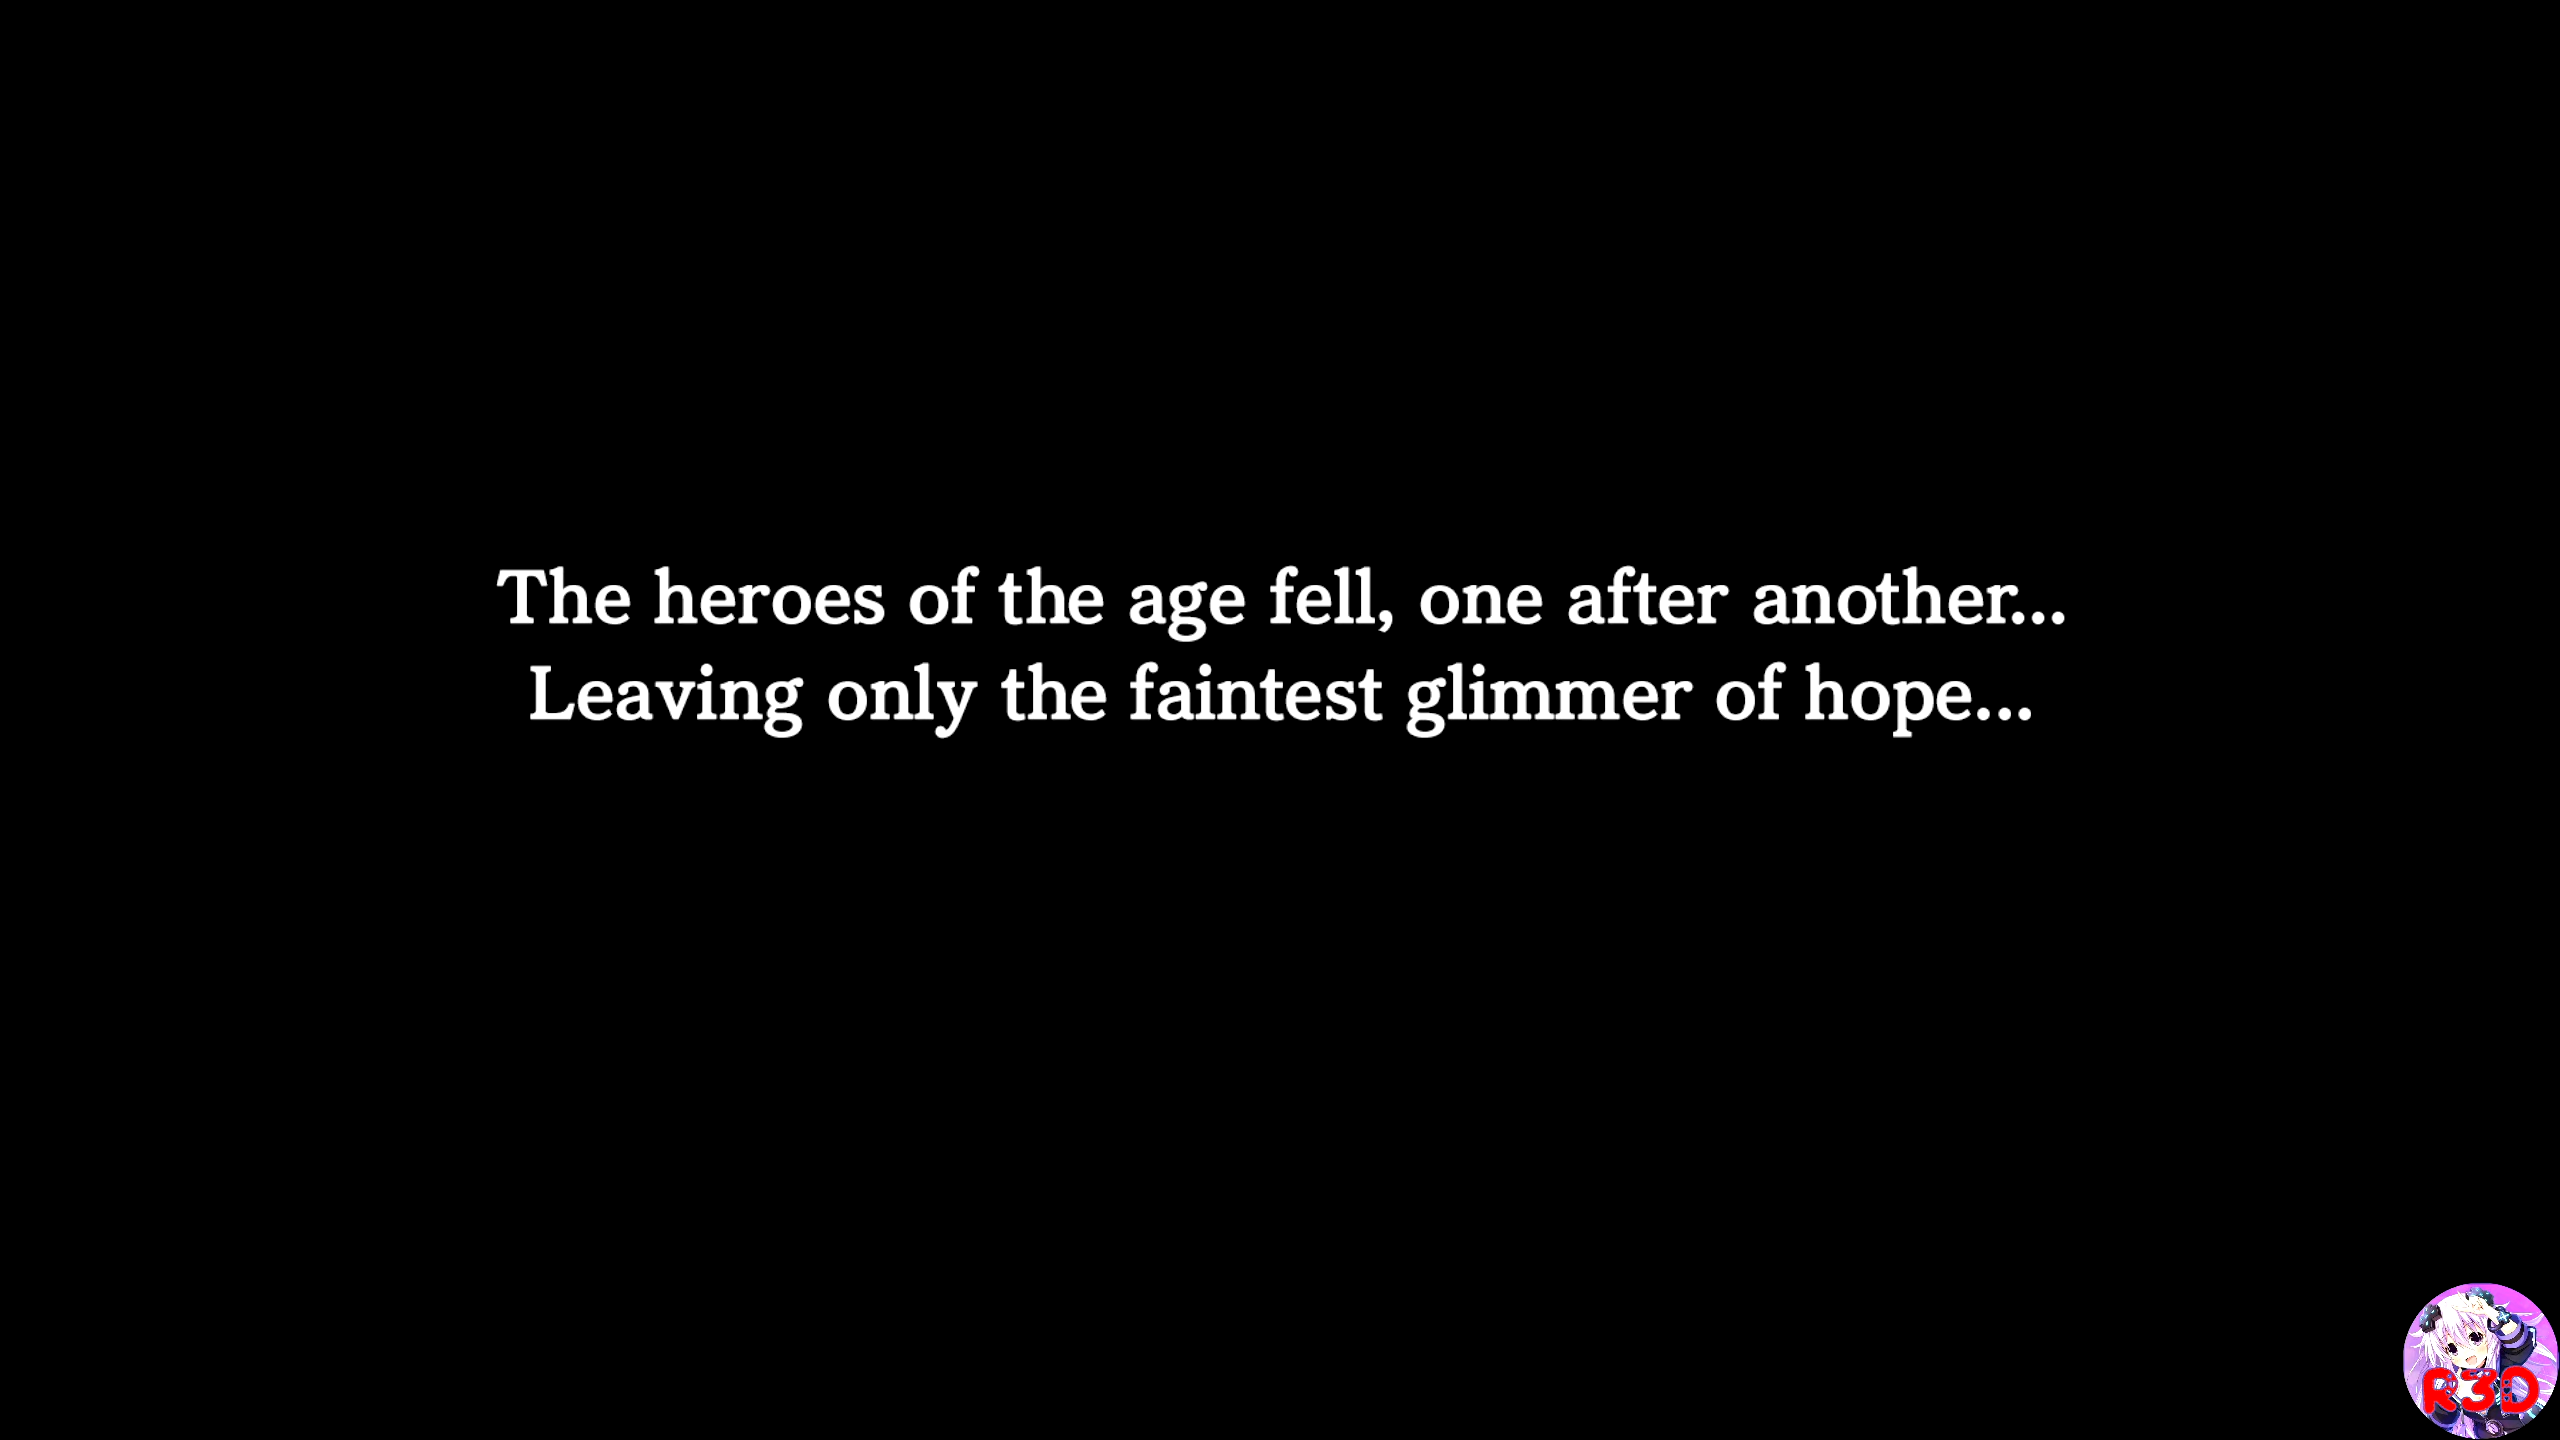 The heroes of the age fell, one after another...
Leaving only the faintest glimmer of hope...
R3D